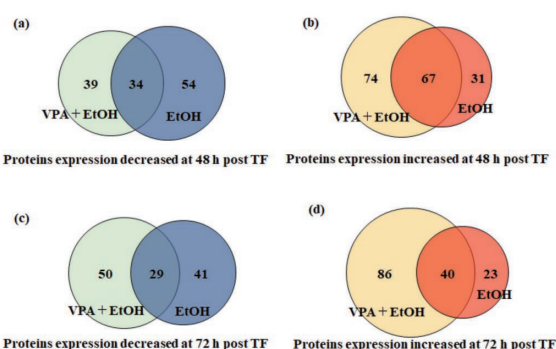 (a)
39 34 54
VPA+EtOH EtOH
Proteins expression decreased at 48 h post TF
(b)
74 67 31
VPA+EtOH EtOH
Proteins expression increased at 48 h post TF
(c)
50 29 41
VPA+EtOH EtOH
Proteins expression decreased at 72 h post TF
(d)
86 40 23
EtOH
VPA+EtOH
Proteins expression increased at 72 h post TF